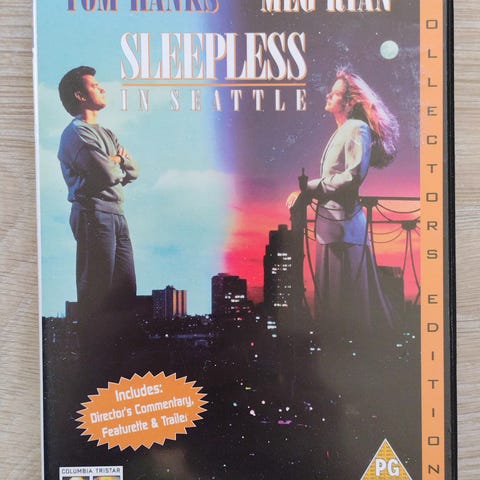 TOM HANKS MEG RYAN
SLEEPLESS
IN SEATTLE
COLLECTORS EDITION
Includes:
Director's Commentary,
Featurette & Trailer
COLUMBIA TRISTAR
PG